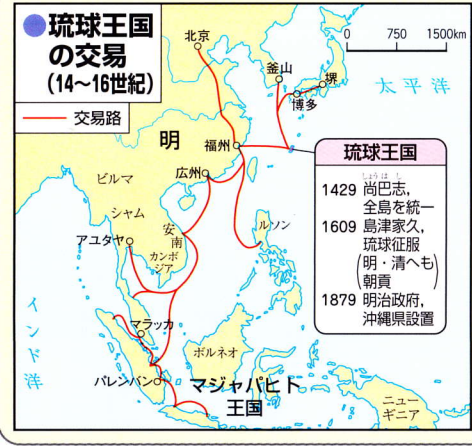 ●琉球王国
の交易
(14〜16世紀)
交易路
0 750 1500km
北京
釜山
堺
博多
太平洋
明
福州
広州
ビルマ
シャム
アユタヤ
安南
カンボジア
ルソン
琉球王国
しょうはし
1429 尚巴志,
全島を統一
1609 島津家久,
琉球征服
(明・清へも
朝貢)
1879 明治政府,
沖縄県設置
インド洋
マラッカ
ボルネオ
パレンバン
マジャパヒト
王国
ニュー
ギニア